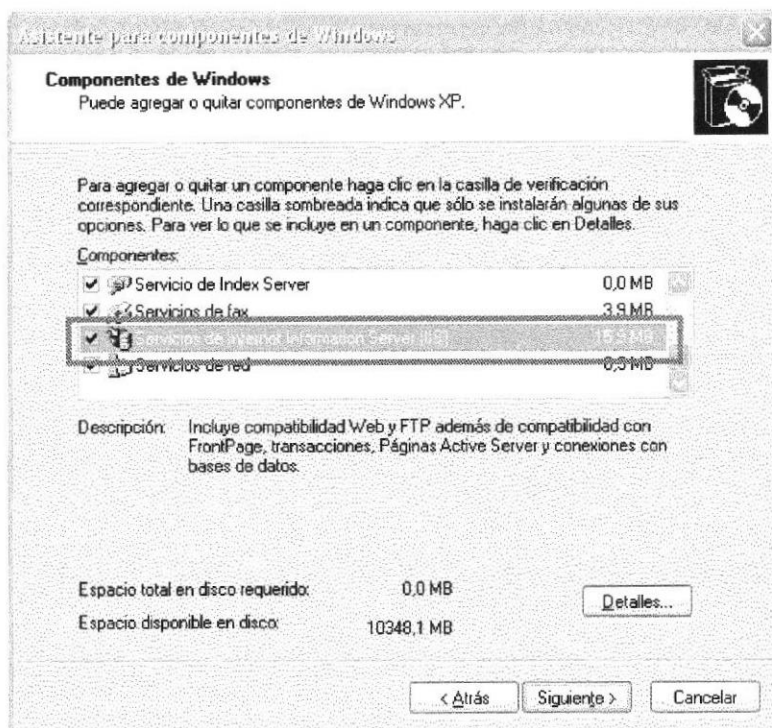 Asistente para componentes de Windows
Componentes de Windows
Puede agregar o quitar componentes de Windows XP.
Para agregar o quitar un componente haga clic en la casilla de verificación
correspondiente. Una casilla sombreada indica que sólo se instalarán algunas de sus
opciones. Para ver lo que se incluye en un componente, haga clic en Detalles.
Componentes:
Servicio de Index Server 0,0 MB
Servicios de fax 3,9 MB
Servicios de Information Server (IIS)
Servicios de red
Descripción: Incluye compatibilidad Web y FTP además de compatibilidad con
FrontPage, transacciones, Páginas Active Server y conexiones con
bases de datos.
Espacio total en disco requerido: 0,0 MB
Detalles...
Espacio disponible en disco: 10348,1 MB
< Atrás Siguiente > Cancelar